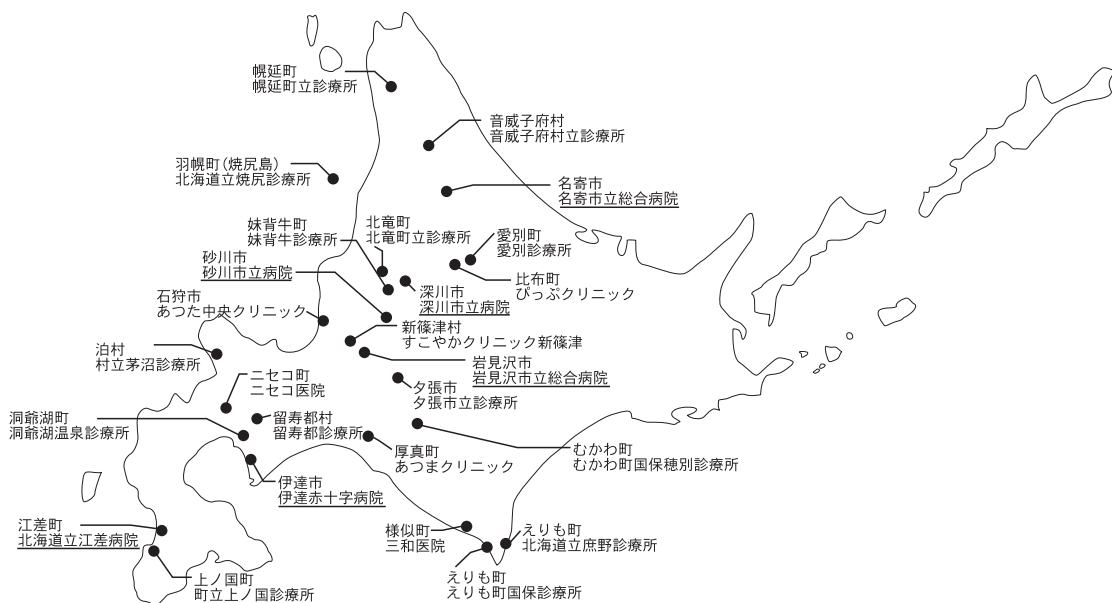 幌延町
幌延町立診療所
音威子府村
音威子府村立診療所
羽幌町(焼尻島)
北海道立焼尻診療所
名寄市
名寄市立総合病院
妹背牛町
妹背牛診療所
北竜町
北竜町立診療所
愛別町
愛別診療所
砂川市
砂川市立病院
比布町
ぴっぷクリニック
深川市
深川市立病院
石狩市
あつた中央クリニック
新篠津村
すこやかクリニック新篠津
泊村
村立茅沼診療所
岩見沢市
岩見沢市立総合病院
ニセコ町
ニセコ医院
夕張市
夕張市立診療所
洞爺湖町
洞爺湖温泉診療所
留寿都村
留寿都診療所
厚真町
あつまクリニック
むかわ町
むかわ町国保穂別診療所
伊達市
伊達赤十字病院
江差町
北海道立江差病院
様似町
三和医院
えりも町
北海道立庶野診療所
上ノ国町
町立上ノ国診療所
えりも町
えりも町国保診療所